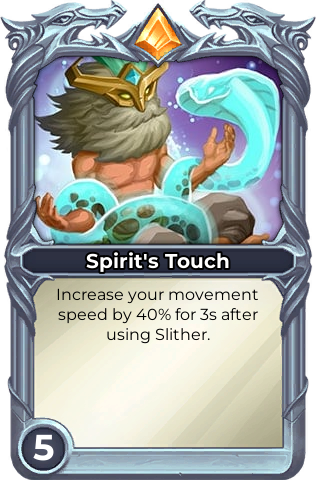 Spirit's Touch
Increase your movement
speed by 40% for 3s after
using Slither.
5